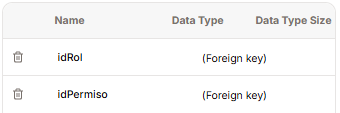 Name Data Type Data Type Size
idRol (Foreign key)
idPermiso (Foreign key)